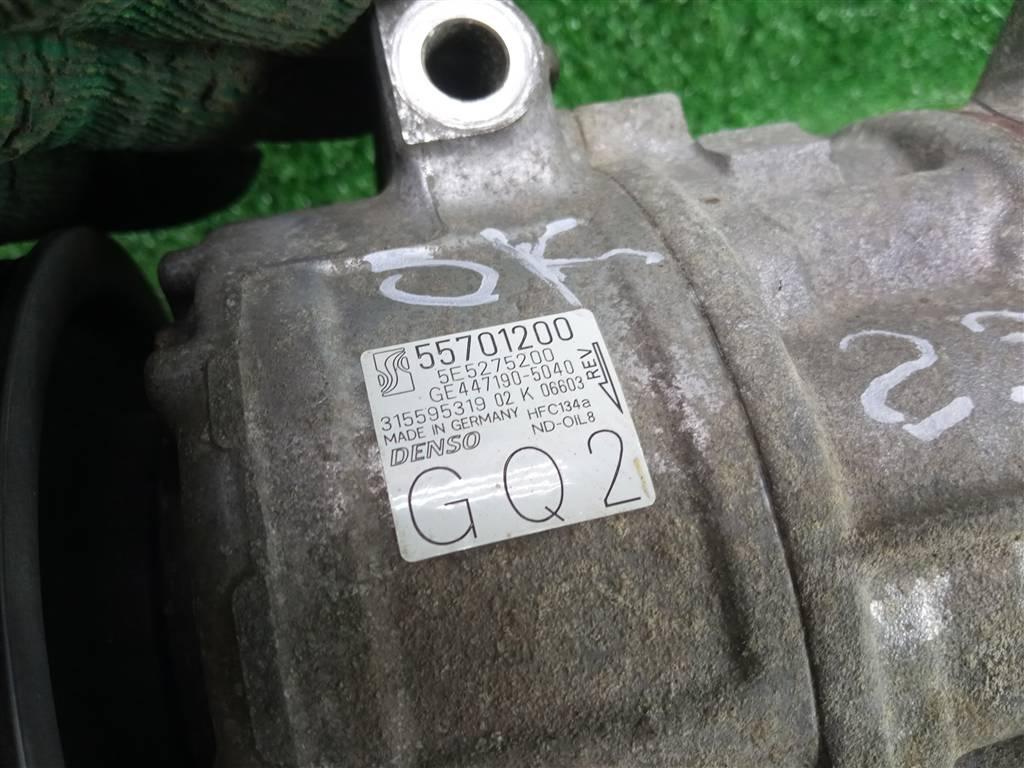 OK
55701200
5E5275200
GE447190-5040
REV
315595319 02 K 06603
MADE IN GERMANY HFC134a
DENSO ND-OIL8
GQ2